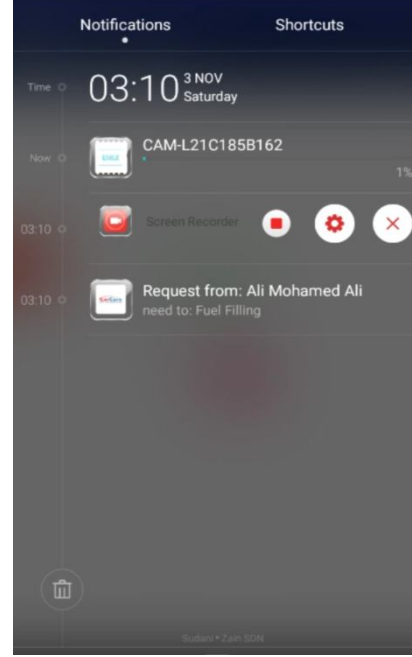 Notifications
Shortcuts
Time
03:10
3 NOV
Saturday
Now
CAM-L21C185B162
1%
03:10
Screen Recorder
03:10
Request from: Ali Mohamed Ali
need to: Fuel Filling
Sudani • Zain SDN